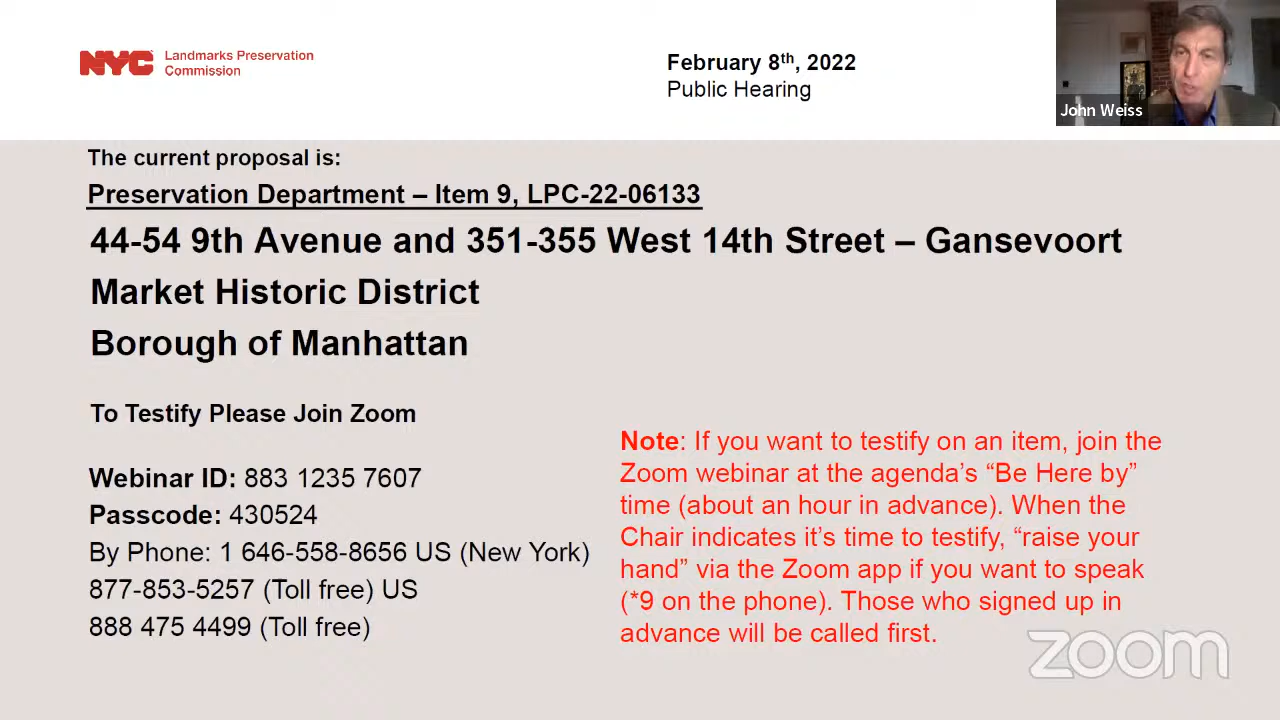 NYC Landmarks Preservation
Commission
February 8th, 2022
Public Hearing
John Weiss
The current proposal is:
Preservation Department – Item 9, LPC-22-06133
44-54 9th Avenue and 351-355 West 14th Street – Gansevoort
Market Historic District
Borough of Manhattan
To Testify Please Join Zoom
Webinar ID: 883 1235 7607
Passcode: 430524
By Phone: 1 646-558-8656 US (New York)
877-853-5257 (Toll free) US
888 475 4499 (Toll free)
Note: If you want to testify on an item, join the
Zoom webinar at the agenda’s “Be Here by”
time (about an hour in advance). When the
Chair indicates it’s time to testify, “raise your
hand” via the Zoom app if you want to speak
(*9 on the phone). Those who signed up in
advance will be called first.
zoom